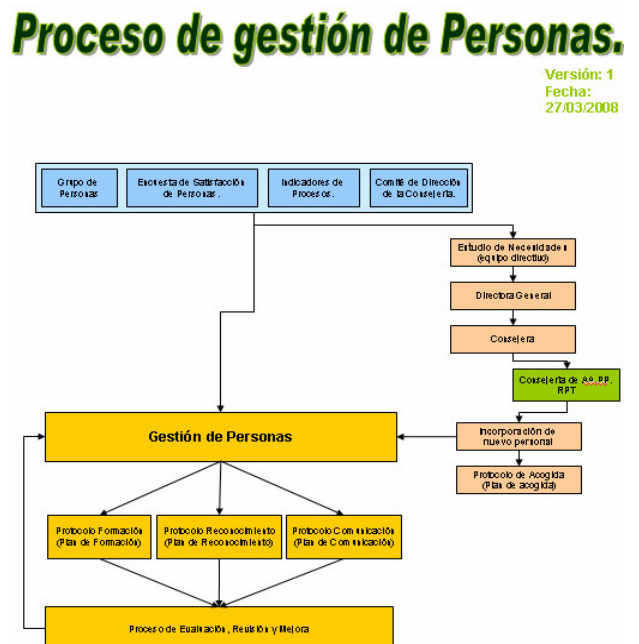 Proceso de gestión de Personas.
Versión: 1
Fecha:
27/03/2008
Grupo de
Personas
Encuesta de Satisfacción
de Personas.
Indicadores de
Procesos.
Comité de Dirección
de la Consejería.
Estudio de Necesidades
(equipo directivo)
Directora General
Consejera
Consejería de AA.PP.
RPT
Incorporación de
nuevo personal
Gestión de Personas
Protocolo de Acogida
(Plan de acogida)
Protocolo Formación
(Plan de Formación)
Protocolo Reconocimiento
(Plan de Reconocimiento)
Protocolo Comunicación
(Plan de Comunicación)
Proceso de Evaluación, Revisión y Mejora